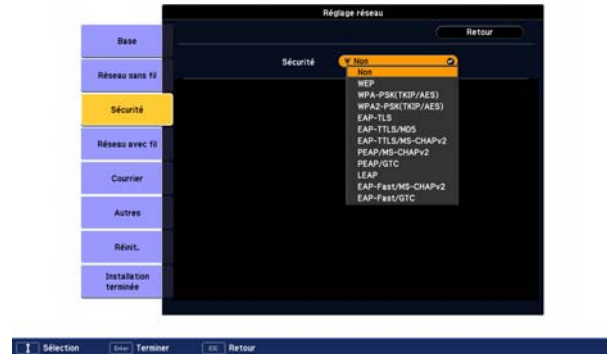 Réglage réseau
Retour
Base
Réseau sans fil
Sécurité
Réseau avec fil
Courrier
Autres
Réinit.
Installation
terminée
Sécurité
Non
Non
WEP
WPA-PSK(TKIP/AES)
WPA2-PSK(TKIP/AES)
EAP-TLS
EAP-TTLS/MD5
EAP-TTLS/MS-CHAPv2
PEAP/MS-CHAPv2
PEAP/GTC
LEAP
EAP-Fast/MS-CHAPv2
EAP-Fast/GTC
Sélection
Enter Terminer
ESC Retour